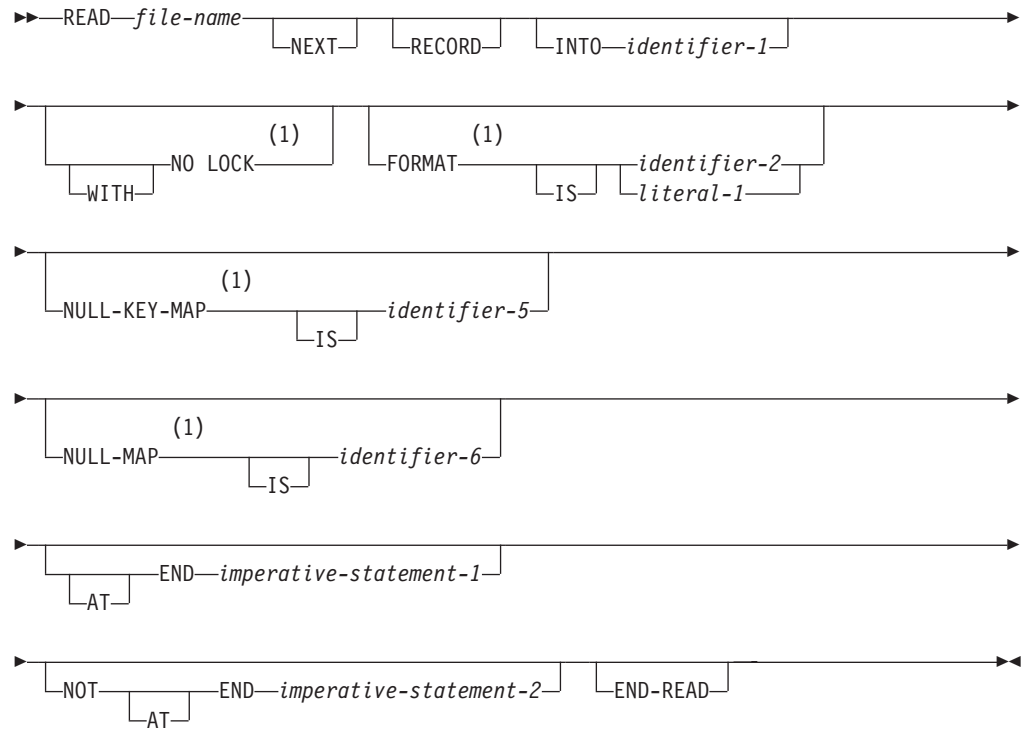 READ file-name
NEXT RECORD INTO identifier-1
(1) (1)
NO LOCK FORMAT identifier-2
WITH IS literal-1
(1)
NULL-KEY-MAP identifier-5
IS
(1)
NULL-MAP identifier-6
IS
END imperative-statement-1
AT
NOT END imperative-statement-2 END-READ
AT